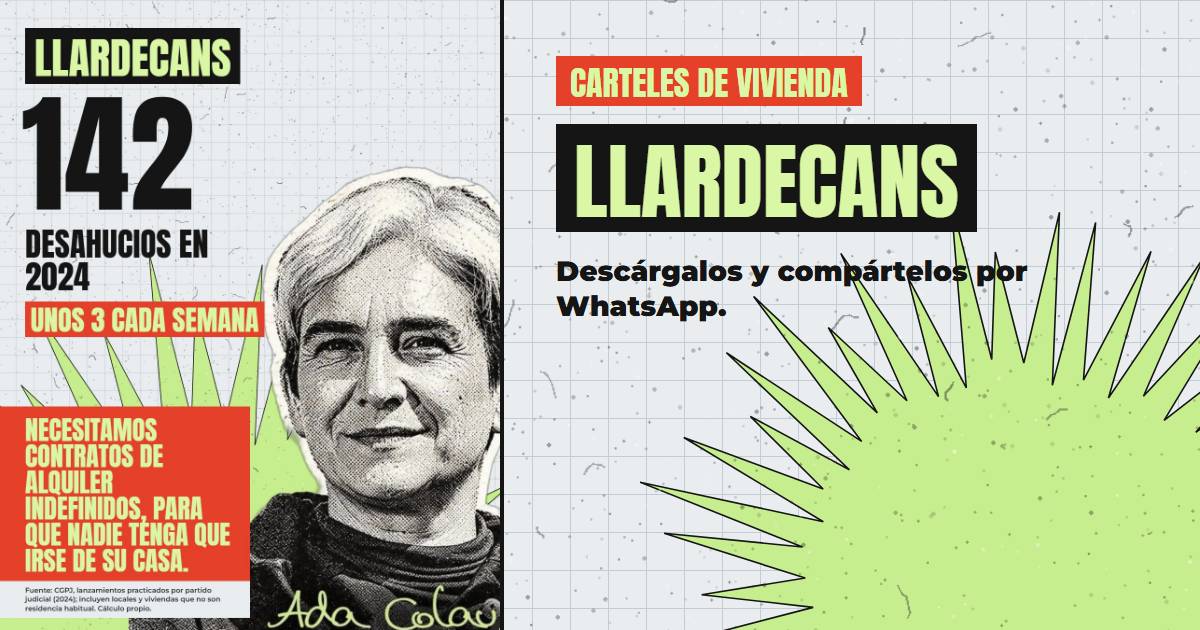 LLARDECANS
142
DESAHUCIOS EN
2024
UNOS 3 CADA SEMANA
NECESITAMOS
CONTRATOS DE
ALQUILER
INDEFINIDOS, PARA
QUE NADIE TENGA QUE
IRSE DE SU CASA.
Fuente: CGPJ, lanzamientos practicados por partido
judicial (2024); incluyen locales y viviendas que no son
residencia habitual. Cálculo propio.
Ada Colau
CARTELES DE VIVIENDA
LLARDECANS
Descárgalos y compártelos por
WhatsApp.